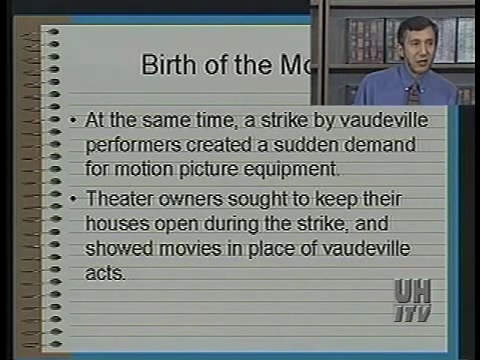 Birth of the Mo
• At the same time, a strike by vaudeville
performers created a sudden demand
for motion picture equipment.
• Theater owners sought to keep their
houses open during the strike, and
showed movies in place of vaudeville
acts.
UH
ITV